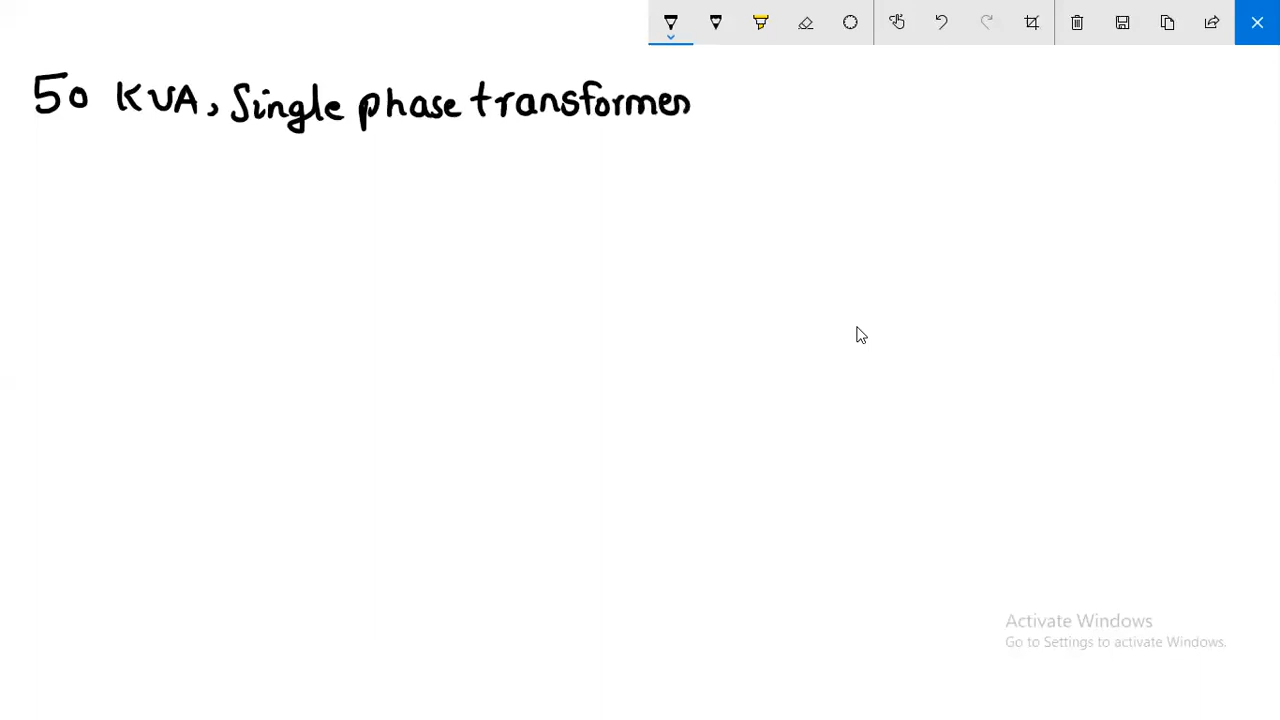 50 KVA, Single phase transformer
Activate Windows
Go to Settings to activate Windows.